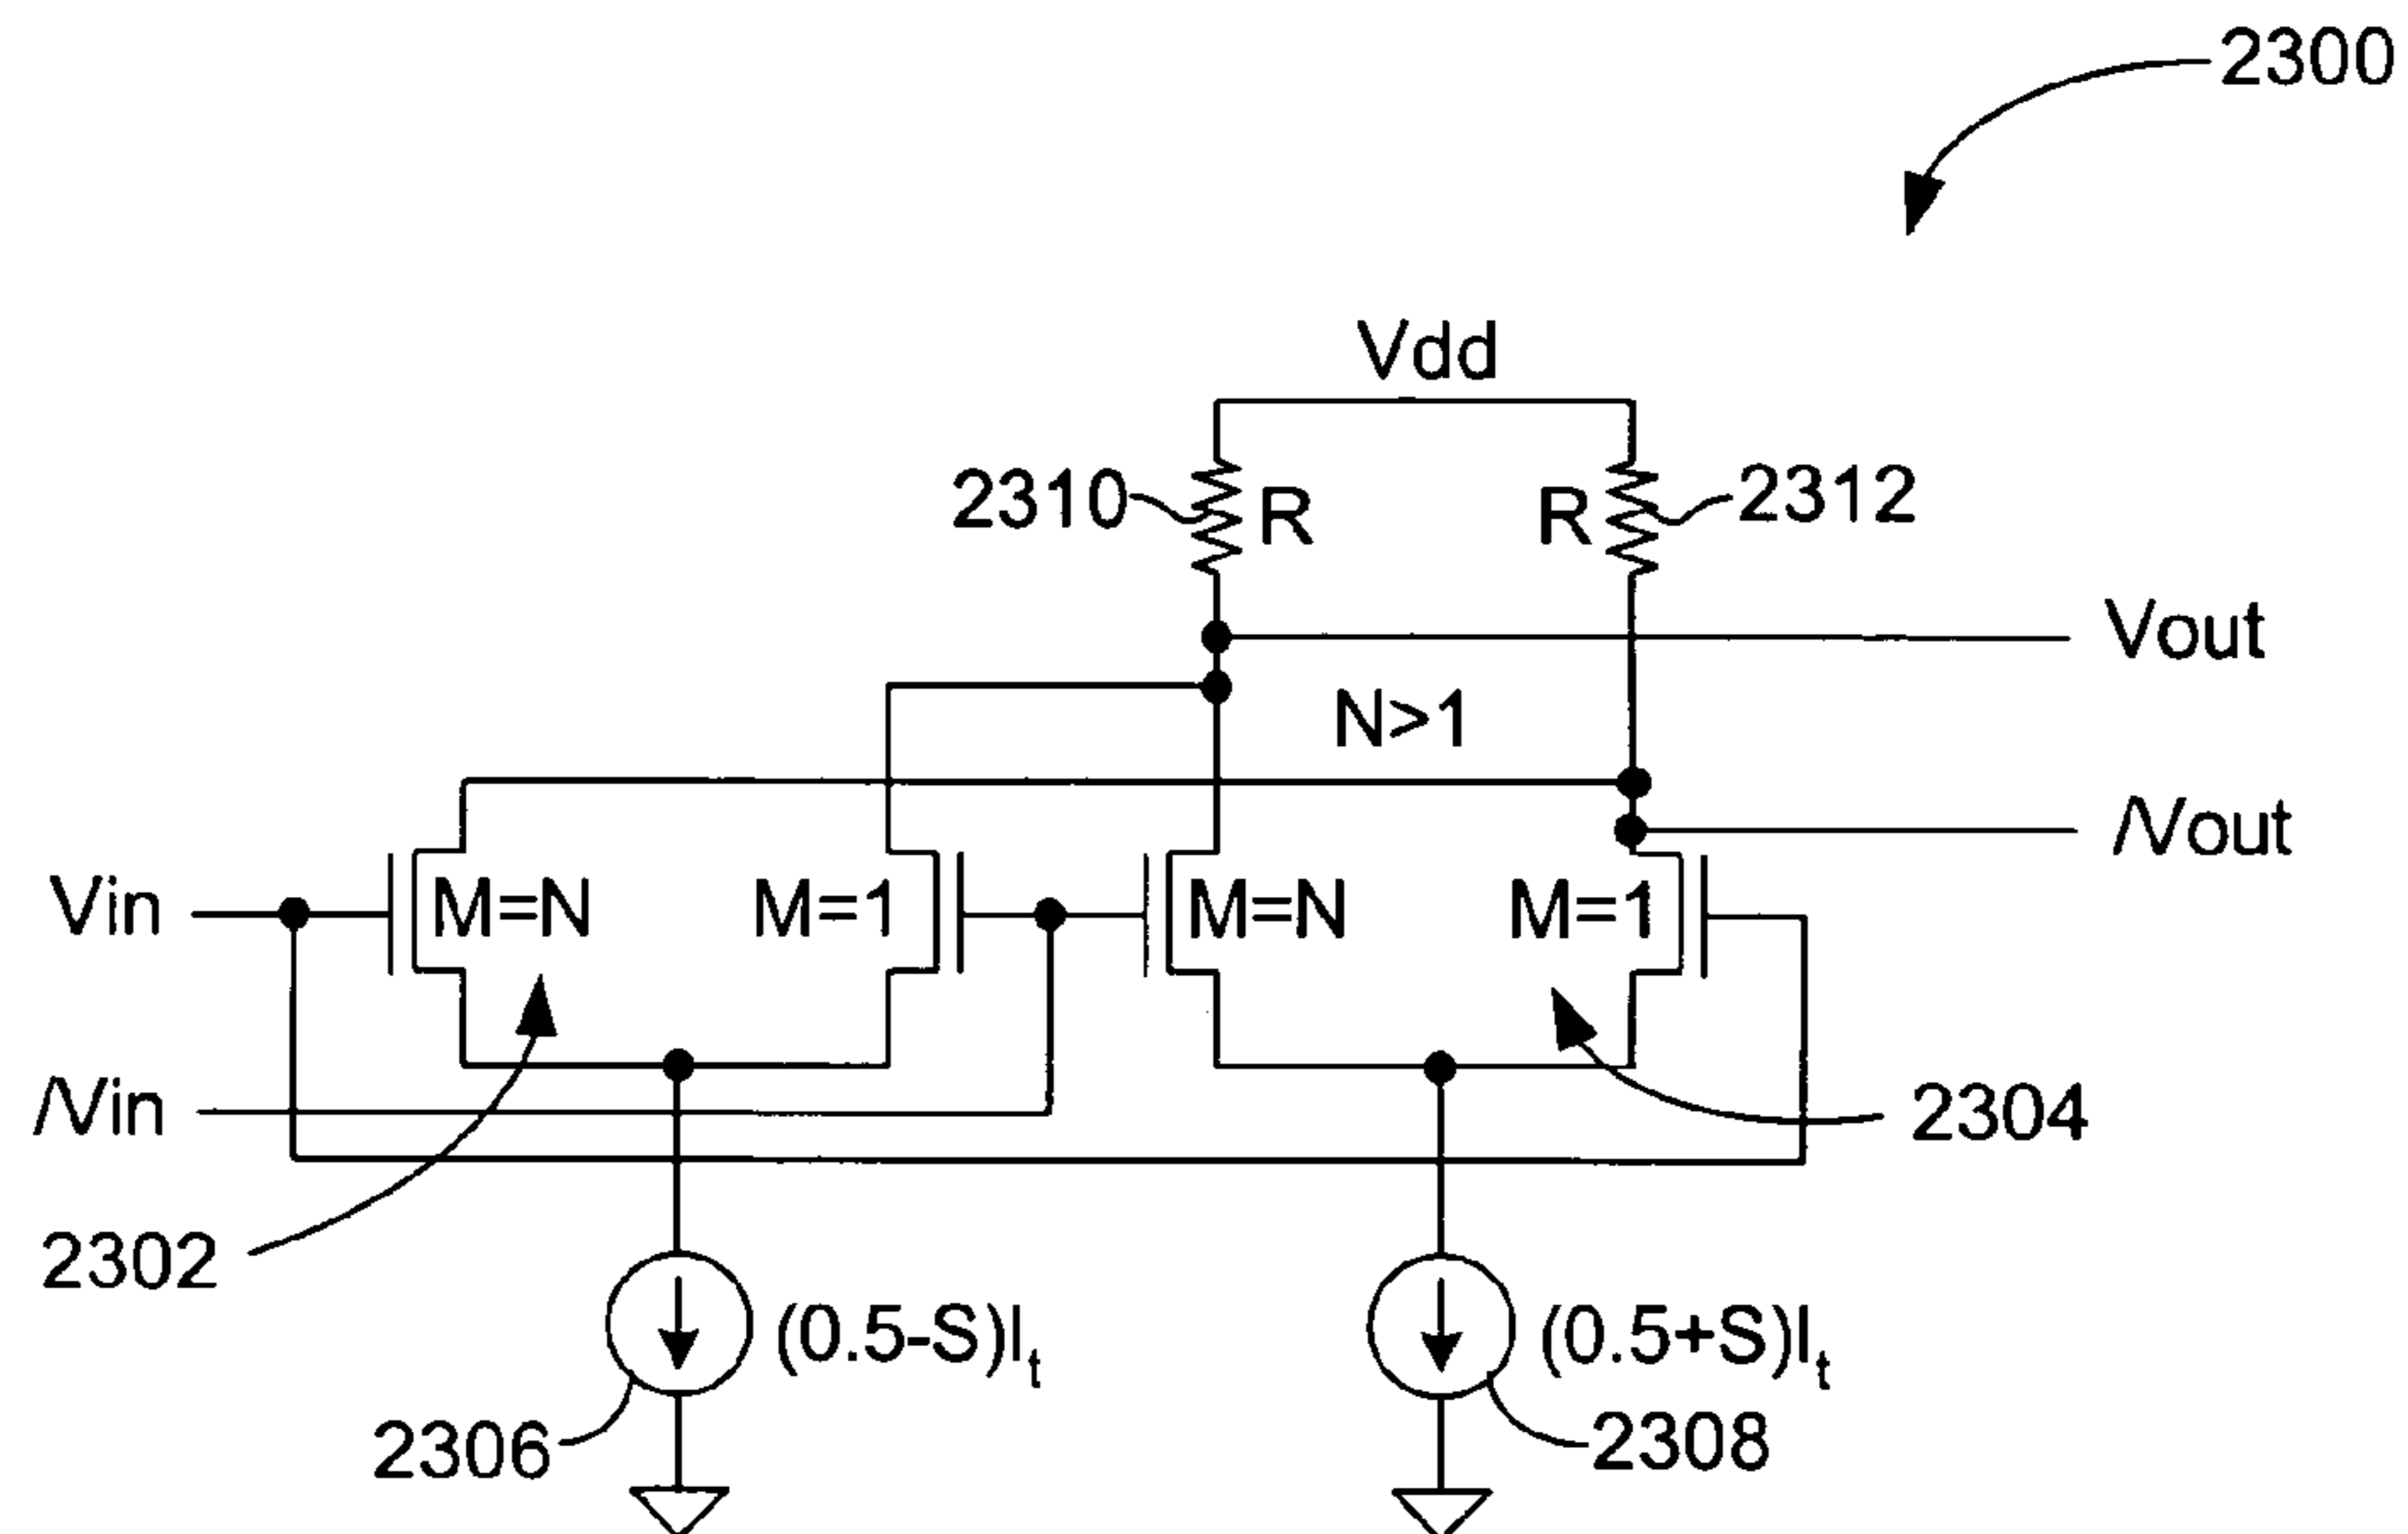 2300
Vdd
2310
R
R
2312
Vout
N>1
/Vout
Vin
M=N
M=1
M=N
M=1
/Vin
2304
2302
(0.5-S)It
(0.5+S)It
2306
2308